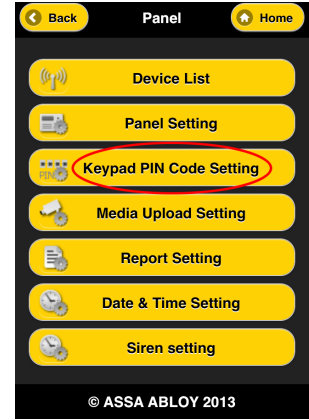 Back Panel Home
Device List
Panel Setting
PIN Keypad PIN Code Setting
Media Upload Setting
Report Setting
Date & Time Setting
Siren setting
© ASSA ABLOY 2013